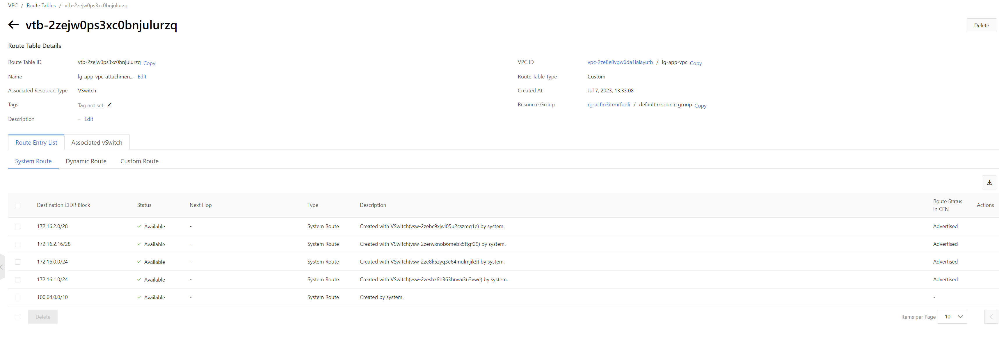 VPC / Route Tables / vtb-2zejw0ps3xc0bnjulurzq
vtb-2zejw0ps3xc0bnjulurzq
Delete
Route Table Details
Route Table ID vtb-2zejw0ps3xc0bnjulurzq Copy
VPC ID vpc-2ze8e8vgw6da1iaiayufb / lg-app-vpc Copy
Name lg-app-vpc-attachmen... Edit
Route Table Type Custom
Associated Resource Type VSwitch
Created At Jul 7, 2023, 13:33:08
Tags Tag not set
Resource Group rg-acfm3itrmrfudli / default resource group Copy
Description - Edit
Route Entry List Associated vSwitch
System Route Dynamic Route Custom Route
Destination CIDR Block Status Next Hop Type Description Route Status in CEN Actions
172.16.2.0/28 Available - System Route Created with VSwitch(vsw-2zehc9xjwl05u2cszmg1e) by system. Advertised
172.16.2.16/28 Available - System Route Created with VSwitch(vsw-2zerwxnob6mebk5ttgf29) by system. Advertised
172.16.0.0/24 Available - System Route Created with VSwitch(vsw-2ze8k5zyq3e64mulmjik9) by system. Advertised
172.16.1.0/24 Available - System Route Created with VSwitch(vsw-2zesbz6b363hnwx3u3vwe) by system. Advertised
100.64.0.0/10 Available - System Route Created by system. -
Delete Items per Page 10